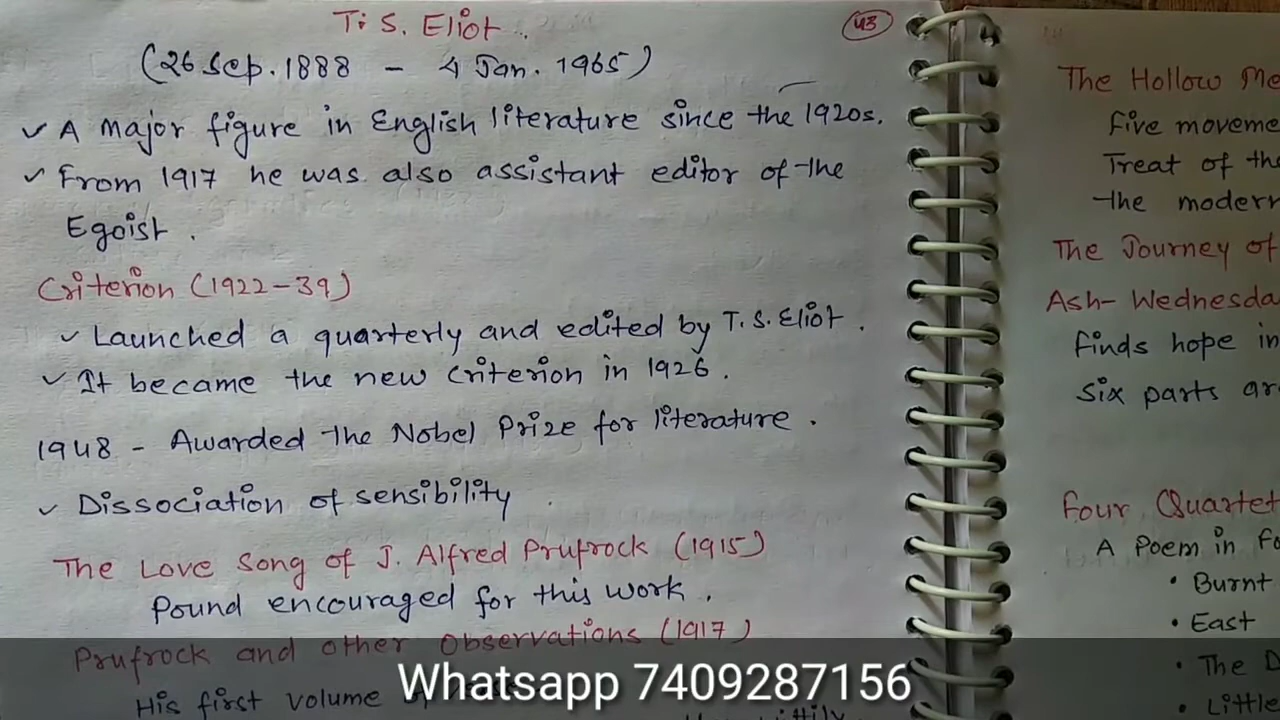 T. S. Eliot.
43
(26 Sep. 1888 - 4 Jan. 1965)
✓ A major figure in English literature since the 1920s.
✓ From 1917 he was also assistant editor of the
Egoist.
Criterion (1922-39)
✓ Launched a quarterly and edited by T. S. Eliot.
✓ It became the new criterion in 1926.
1948 - Awarded the Nobel Prize for literature.
✓ Dissociation of sensibility
The Love Song of J. Alfred Prufrock (1915)
Pound encouraged for this work.
Prufrock and other Observations (1917)
His first volume
The Hollow Me
Five moveme
Treat of the
the modern
The Journey of
Ash-Wednesda
Finds hope in
Six parts ar
Four Quartet
A Poem in Fo
• Burnt
• East
• The D
• Little
Whatsapp 7409287156